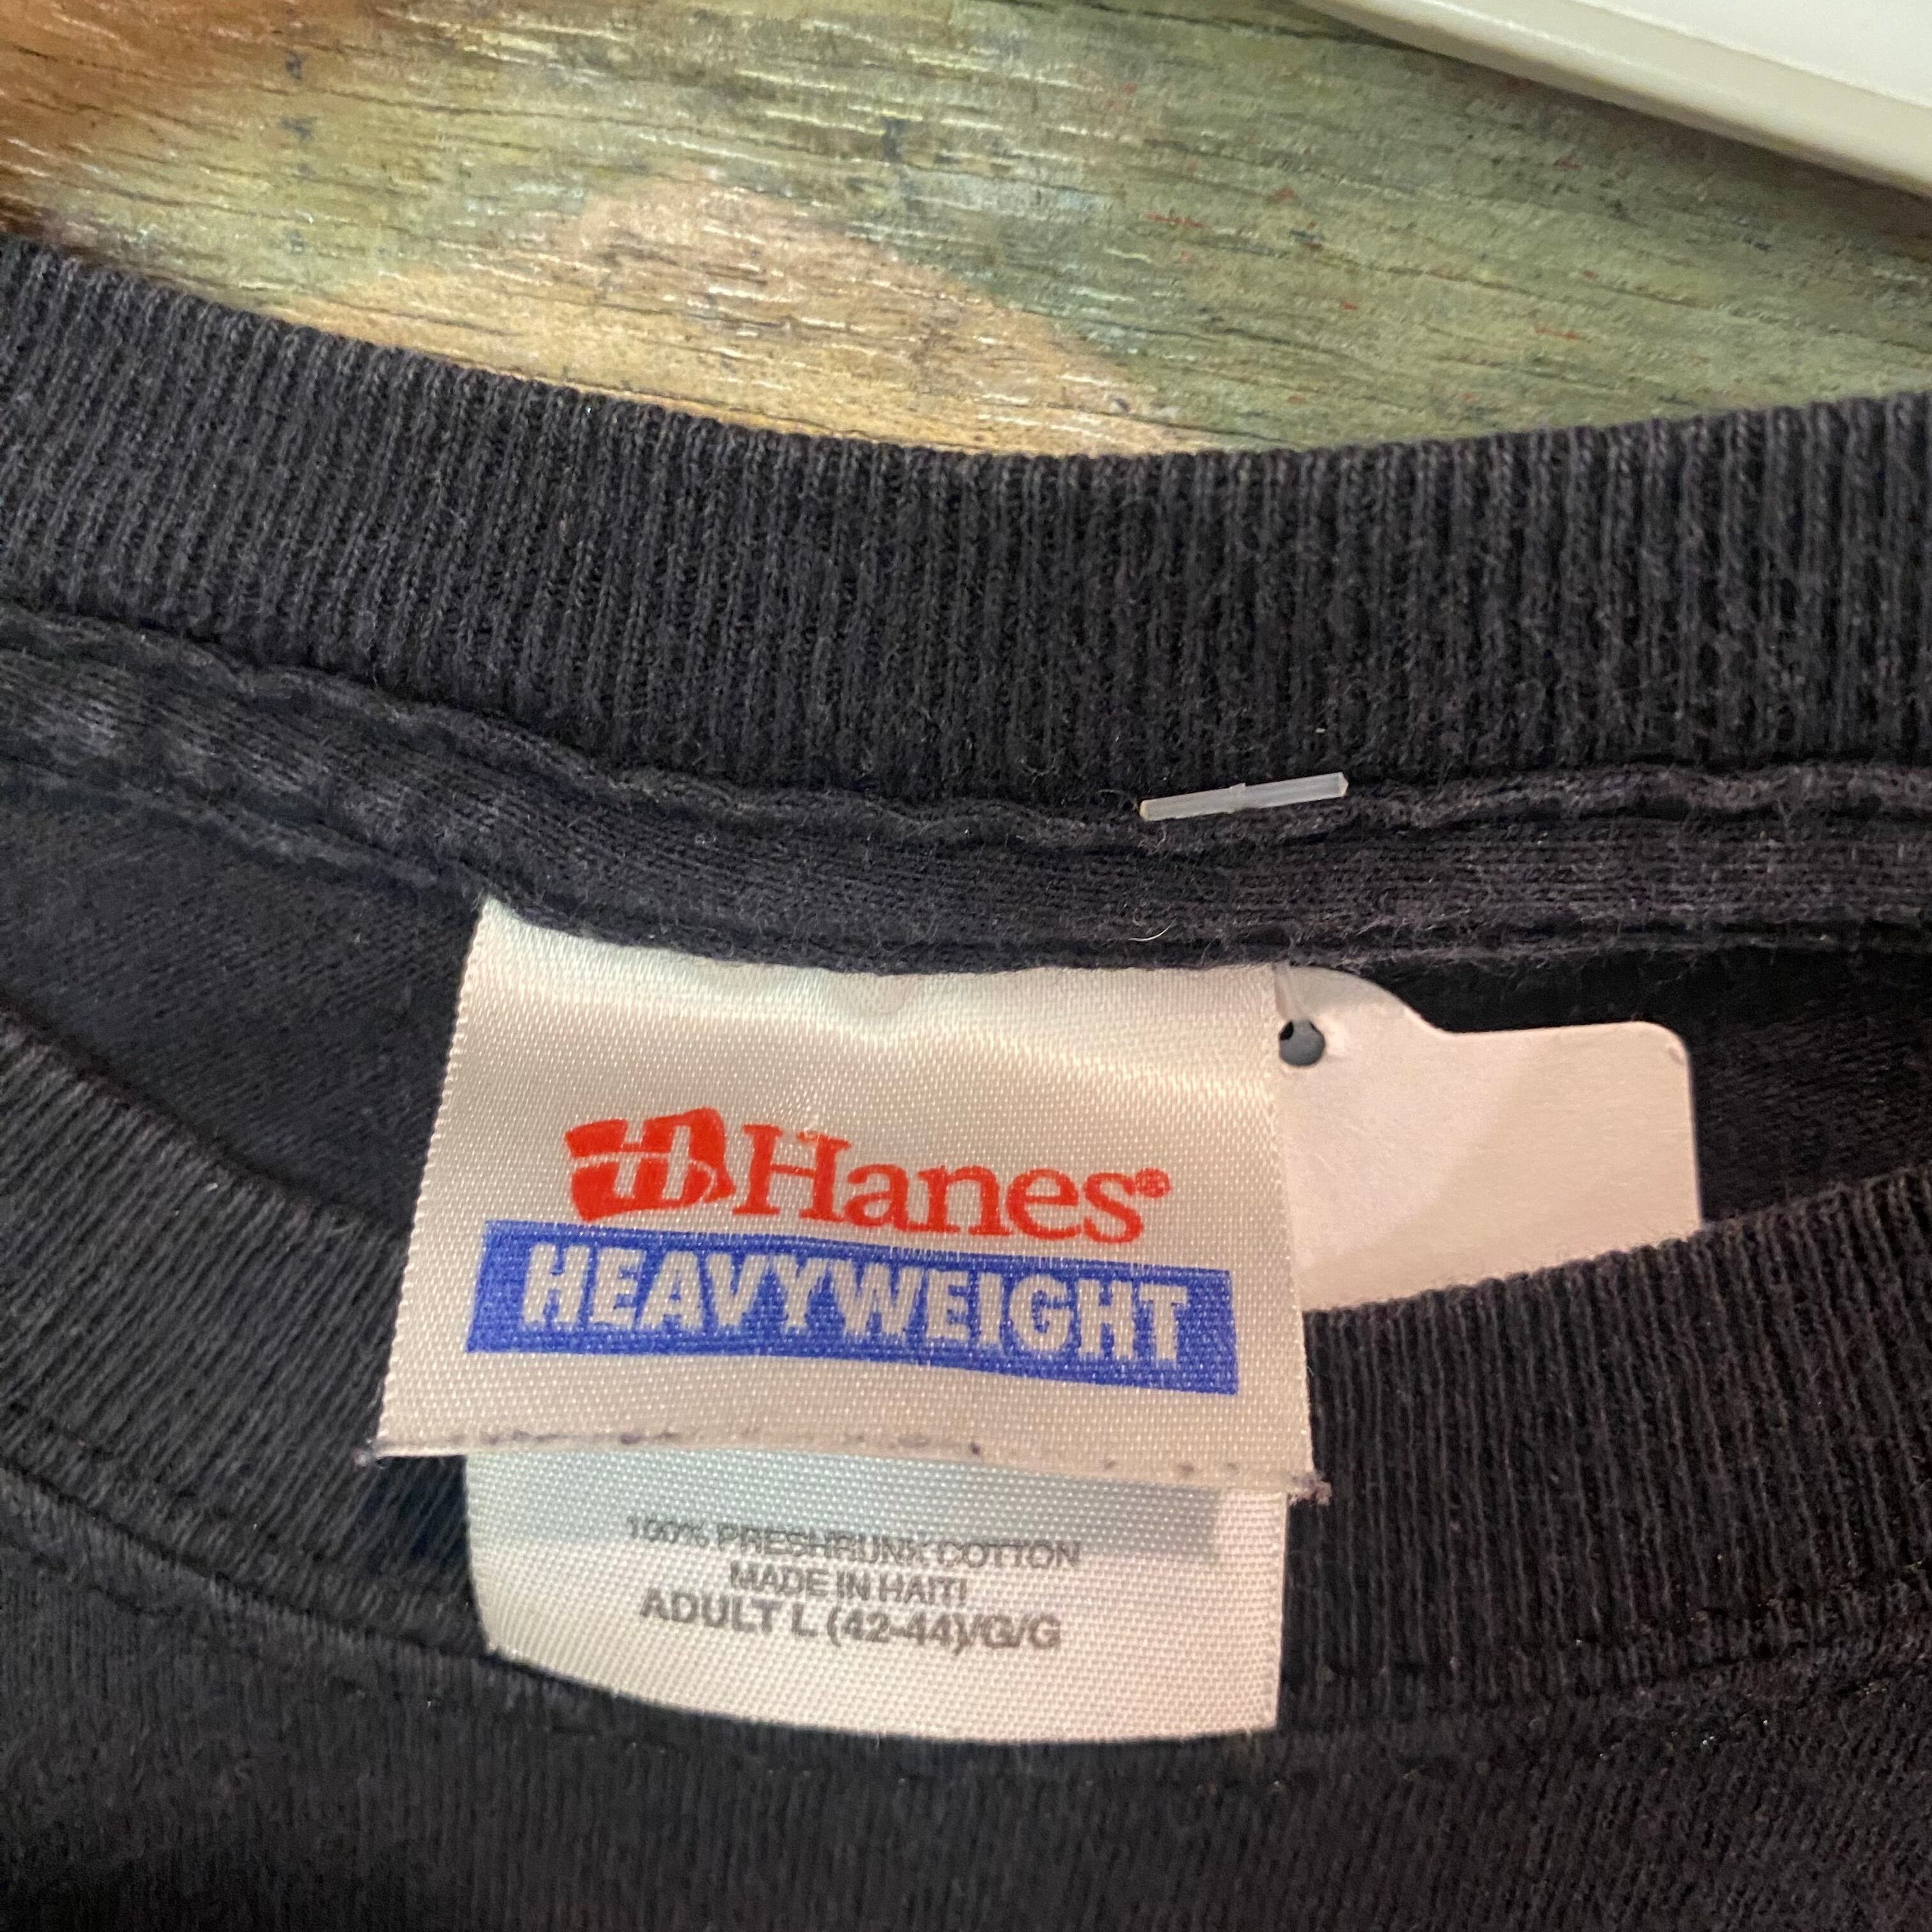 Hanes®
HEAVYWEIGHT
100% PRESHRUNK COTTON
MADE IN HAITI
ADULT L (42-44)/G/G